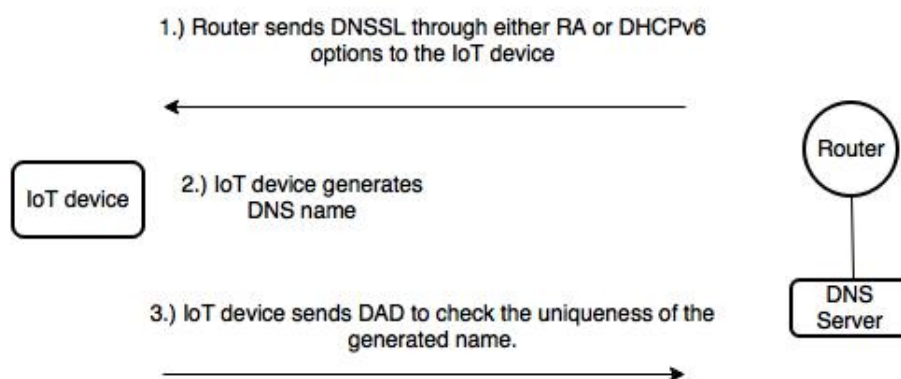 1.) Router sends DNSSL through either RA or DHCPv6
options to the IoT device
Router
IoT device
2.) IoT device generates
DNS name
DNS
Server
3.) IoT device sends DAD to check the uniqueness of the
generated name.